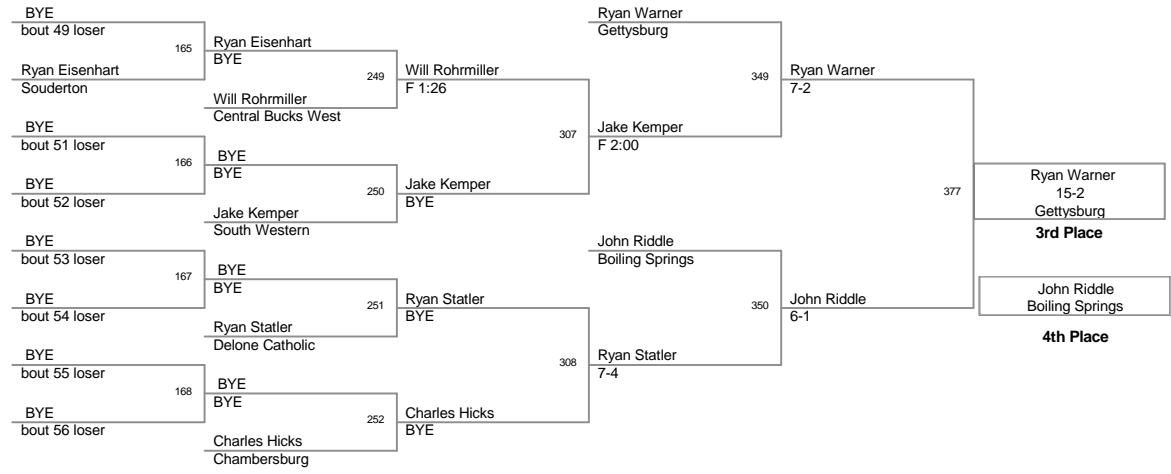 BYE
bout 49 loser
165
Ryan Eisenhart
Souderton
BYE
bout 51 loser
166
BYE
bout 52 loser
BYE
bout 53 loser
167
BYE
bout 54 loser
BYE
bout 55 loser
168
BYE
bout 56 loser
Ryan Eisenhart
BYE
249
Will Rohrmiller
Central Bucks West
BYE
BYE
250
Jake Kemper
South Western
BYE
BYE
251
Ryan Statler
Delone Catholic
BYE
BYE
252
Charles Hicks
Chambersburg
Will Rohrmiller
F 1:26
307
Jake Kemper
BYE
Ryan Statler
BYE
308
Charles Hicks
BYE
Ryan Warner
Gettysburg
349
Jake Kemper
F 2:00
John Riddle
Boiling Springs
350
Ryan Statler
7-4
Ryan Warner
7-2
377
John Riddle
6-1
Ryan Warner
15-2
Gettysburg
3rd Place
John Riddle
Boiling Springs
4th Place